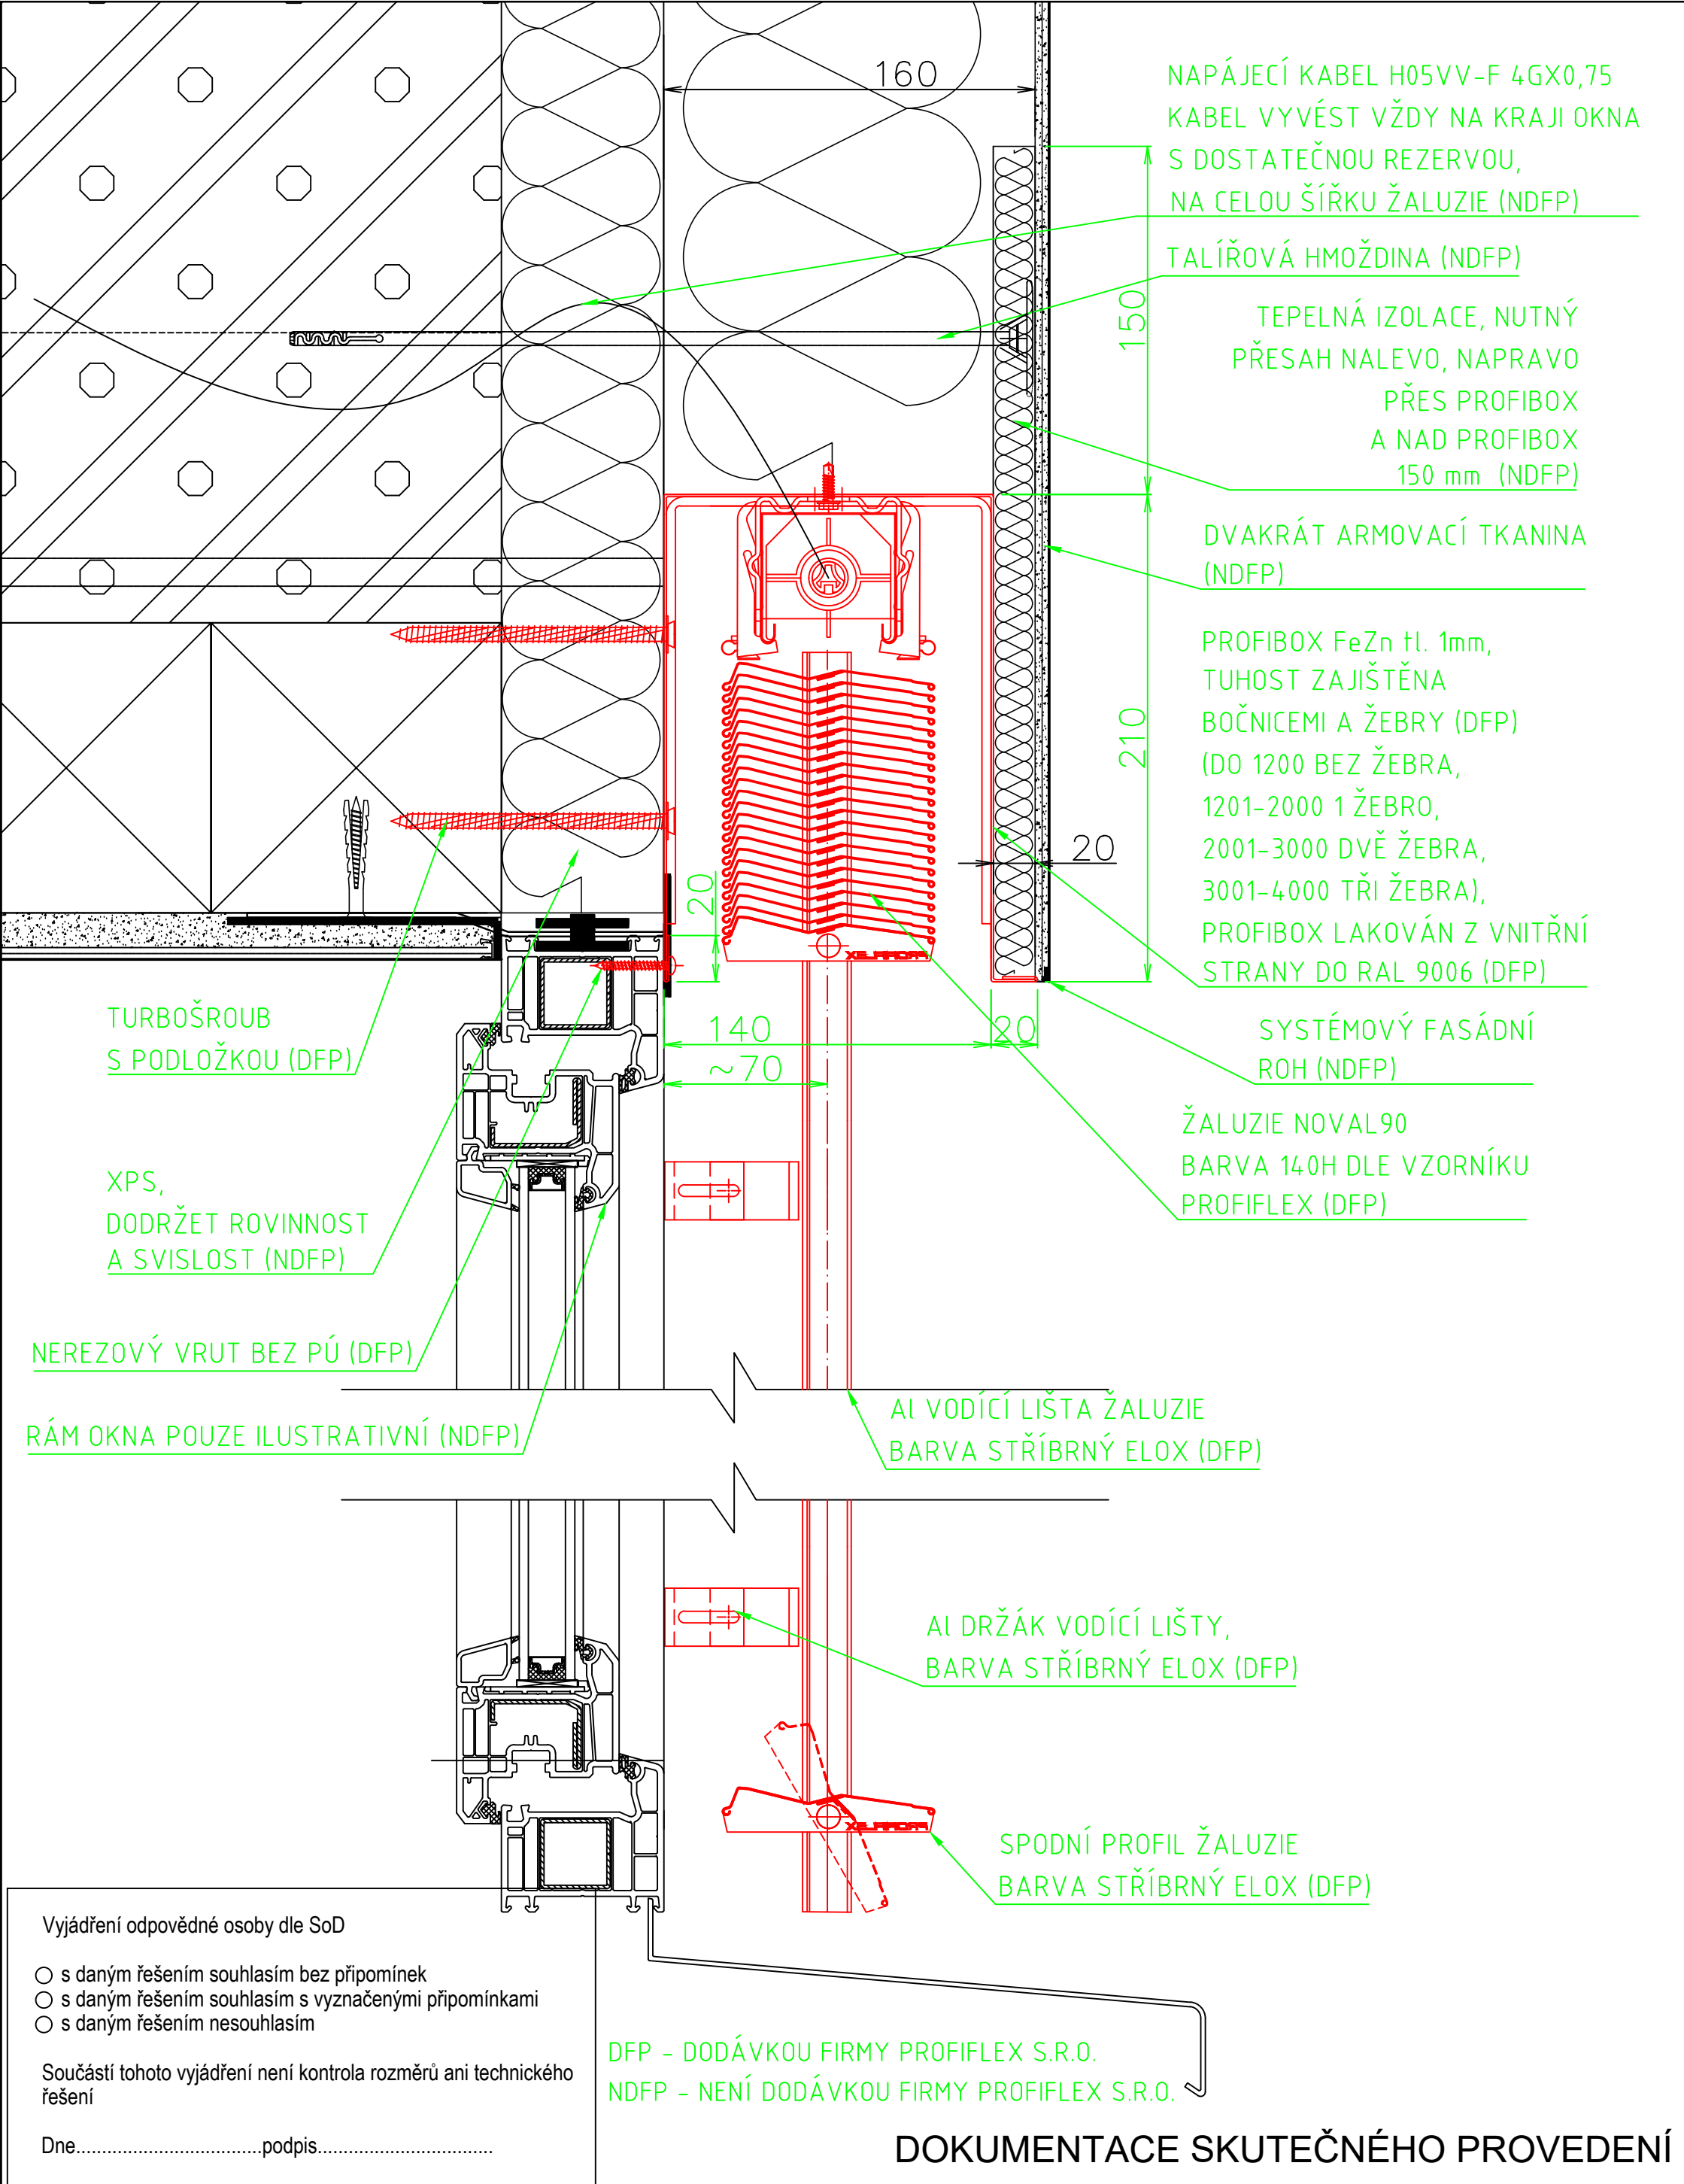 160
NAPÁJECÍ KABEL H05VV-F 4GX0,75
KABEL VYVÉST VŽDY NA KRAJI OKNA
S DOSTATEČNOU REZERVOU,
NA CELOU ŠÍŘKU ŽALUZIE (NDFP)
TALÍŘOVÁ HMOŽDINA (NDFP)
150
TEPELNÁ IZOLACE, NUTNÝ
PŘESAH NALEVO, NAPRAVO
PŘES PROFIBOX
A NAD PROFIBOX
150 mm (NDFP)
DVAKRÁT ARMOVACÍ TKANINA
(NDFP)
PROFIBOX FeZn tl. 1mm,
TUHOST ZAJIŠTĚNA
BOČNICEMI A ŽEBRY (DFP)
(DO 1200 BEZ ŽEBRA,
1201-2000 1 ŽEBRO,
2001-3000 DVĚ ŽEBRA,
3001-4000 TŘI ŽEBRA),
PROFIBOX LAKOVÁN Z VNITŘNÍ
STRANY DO RAL 9006 (DFP)
210
20
20
PROFIFLEX
140
20
~70
TURBOŠROUB
S PODLOŽKOU (DFP)
SYSTÉMOVÝ FASÁDNÍ
ROH (NDFP)
ŽALUZIE NOVAL90
BARVA 140H DLE VZORNÍKU
PROFIFLEX (DFP)
XPS,
DODRŽET ROVINNOST
A SVISLOST (NDFP)
NEREZOVÝ VRUT BEZ PÚ (DFP)
RÁM OKNA POUZE ILUSTRATIVNÍ (NDFP)
Al VODÍCÍ LIŠTA ŽALUZIE
BARVA STŘÍBRNÝ ELOX (DFP)
Al DRŽÁK VODÍCÍ LIŠTY,
BARVA STŘÍBRNÝ ELOX (DFP)
PROFIFLEX
SPODNÍ PROFIL ŽALUZIE
BARVA STŘÍBRNÝ ELOX (DFP)
Vyjádření odpovědné osoby dle SoD
s daným řešením souhlasím bez připomínek
s daným řešením souhlasím s vyznačenými připomínkami
s daným řešením nesouhlasím
Součástí tohoto vyjádření není kontrola rozměrů ani technického
řešení
Dne....................................podpis..................................
DFP - DODÁVKOU FIRMY PROFIFLEX S.R.O.
NDFP - NENÍ DODÁVKOU FIRMY PROFIFLEX S.R.O.
DOKUMENTACE SKUTEČNÉHO PROVEDENÍ